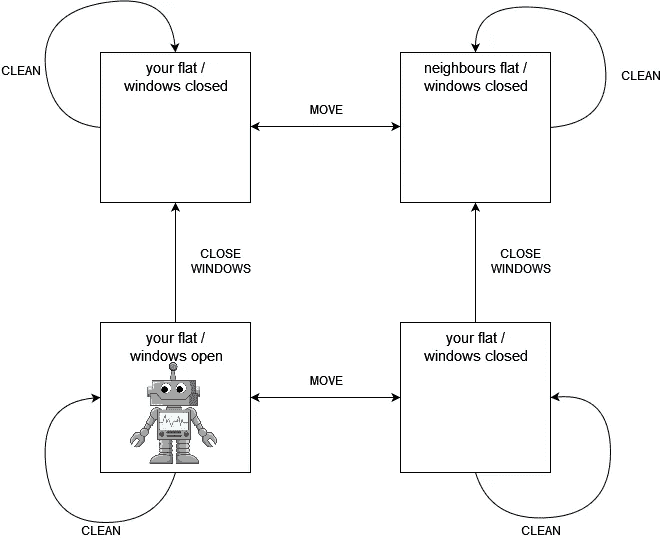 your flat /
windows closed
neighbours flat /
windows closed
CLEAN
CLEAN
MOVE
CLOSE
WINDOWS
CLOSE
WINDOWS
your flat /
windows open
your flat /
windows closed
MOVE
CLEAN
CLEAN